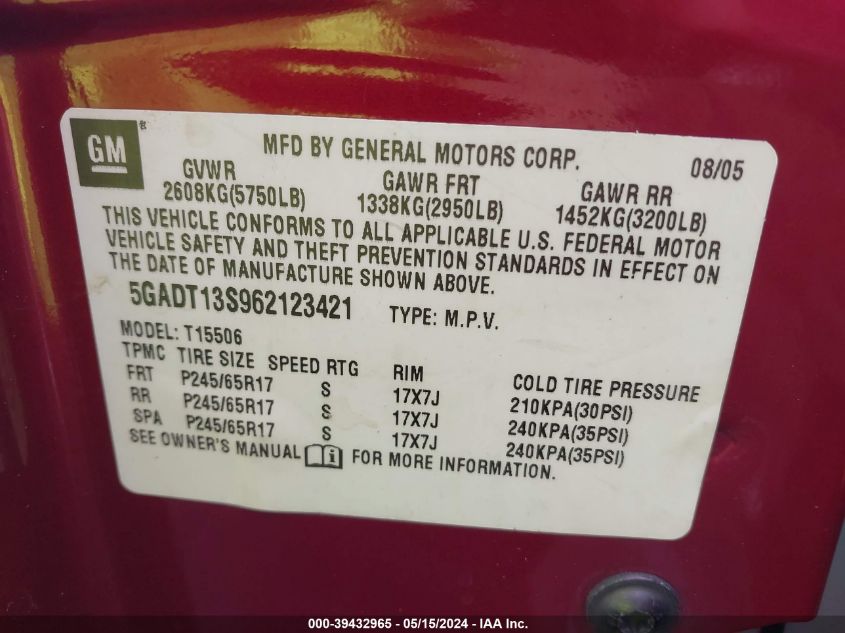 GM
MFD BY GENERAL MOTORS CORP. 08/05
GVWR GAWR FRT GAWR RR
2608KG(5750LB) 1338KG(2950LB) 1452KG(3200LB)
THIS VEHICLE CONFORMS TO ALL APPLICABLE U.S. FEDERAL MOTOR
VEHICLE SAFETY AND THEFT PREVENTION STANDARDS IN EFFECT ON
THE DATE OF MANUFACTURE SHOWN ABOVE.
5GADT13S962123421 TYPE: M.P.V.
MODEL: T15506
TPMC TIRE SIZE SPEED RTG RIM COLD TIRE PRESSURE
FRT P245/65R17 S 17X7J 210KPA(30PSI)
RR P245/65R17 S 17X7J 240KPA(35PSI)
SPA P245/65R17 S 17X7J 240KPA(35PSI)
SEE OWNER'S MANUAL i FOR MORE INFORMATION.
000-39432965 - 05/15/2024 - IAA Inc.